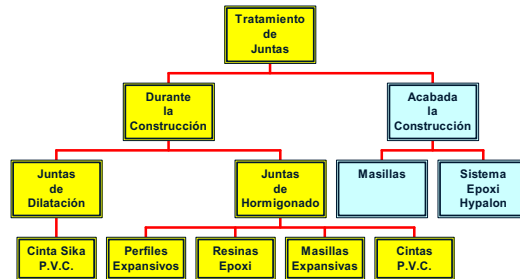 Tratamiento
de
Juntas
Durante
la
Construcción
Acabada
la
Construcción
Juntas
de
Dilatación
Juntas
de
Hormigonado
Masillas
Sistema
Epoxi
Hypalon
Cinta Sika
P.V.C.
Perfiles
Expansivos
Resinas
Epoxi
Masillas
Expansivas
Cintas
P.V.C.